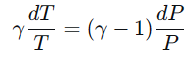 γ dT/T = (γ − 1) dP/P